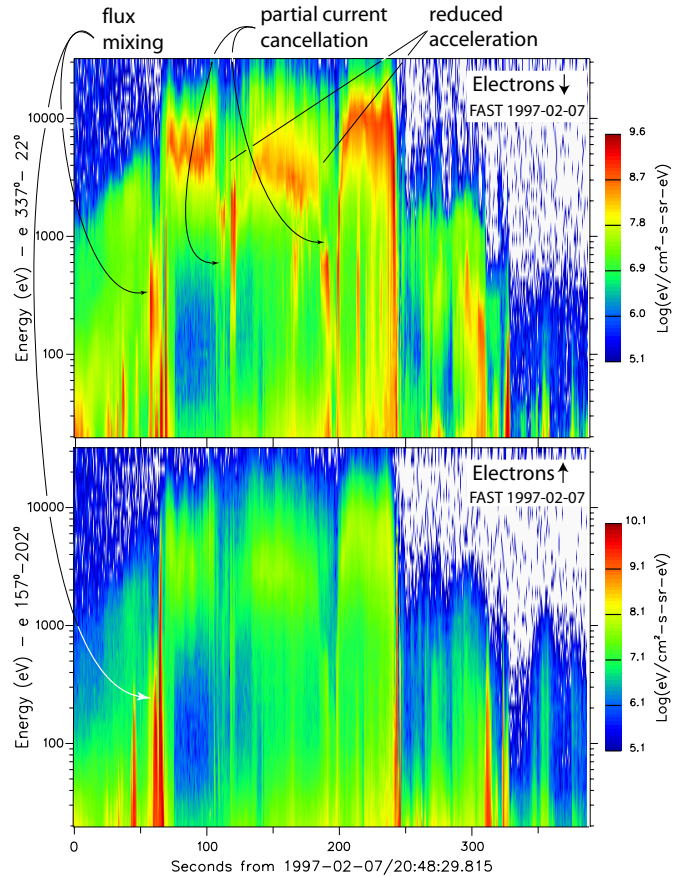 flux
mixing
partial current
cancellation
reduced
acceleration
Electrons ↓
FAST 1997-02-07
Energy (eV) – e 337°– 22°
10000
1000
100
9.6
8.7
7.8
6.9
6.0
5.1
Log(eV/cm²-s-sr-eV)
Electrons ↑
FAST 1997-02-07
Energy (eV) – e 157°–202°
10000
1000
100
10.1
9.1
8.1
7.1
6.1
5.1
Log(eV/cm²-s-sr-eV)
0 100 200 300
Seconds from 1997-02-07/20:48:29.815